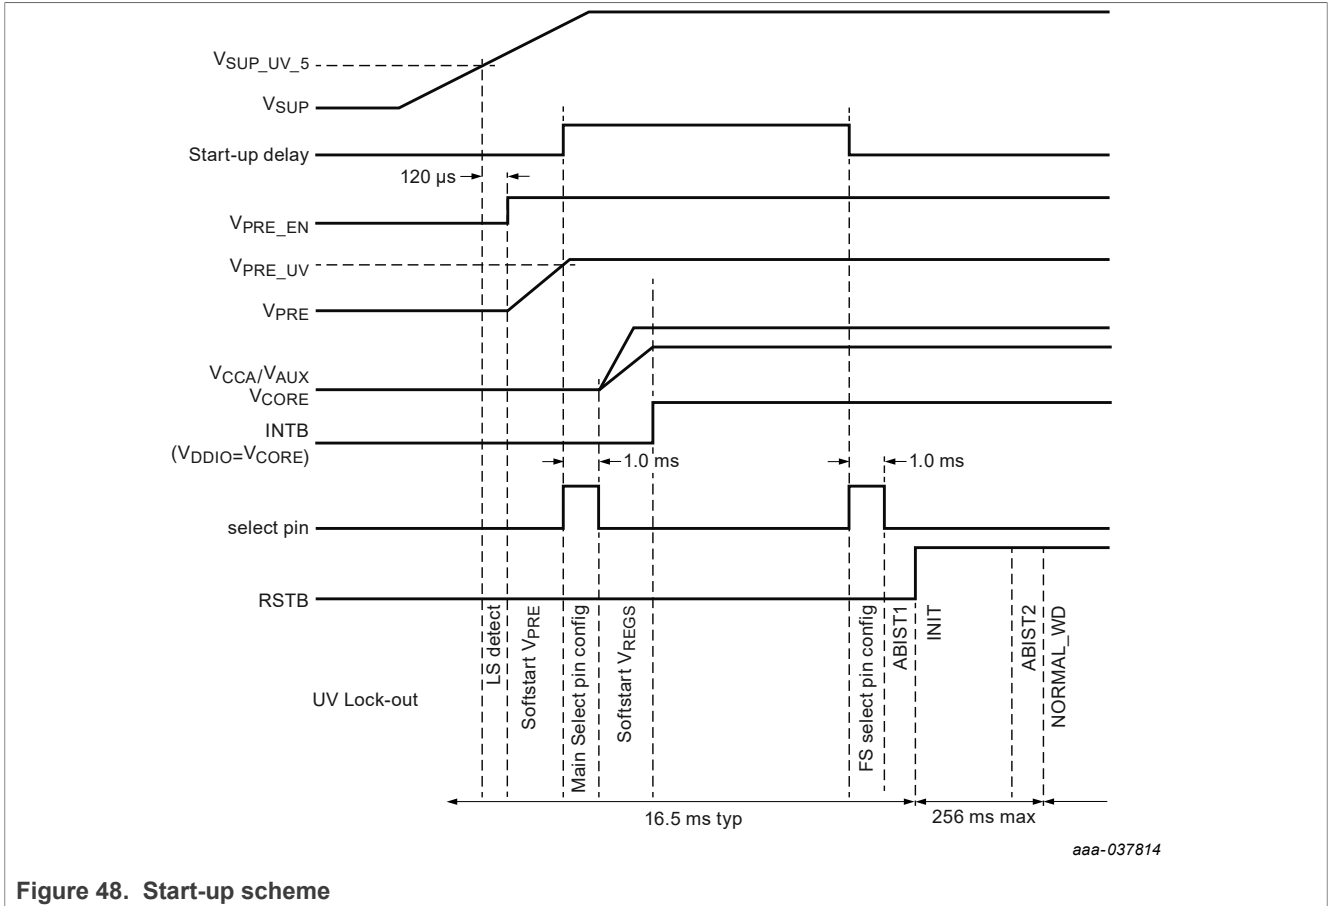 VSUP_UV_5
VSUP
Start-up delay
120 µs
VPRE_EN
VPRE_UV
VPRE
VCCA/VAUX
VCORE
INTB
(VDDIO=VCORE)
1.0 ms
1.0 ms
select pin
RSTB
LS detect
Softstart VPRE
Main Select pin config
Softstart VREGS
FS select pin config
ABIST1
INIT
ABIST2
NORMAL_WD
UV Lock-out
16.5 ms typ
256 ms max
aaa-037814
Figure 48. Start-up scheme